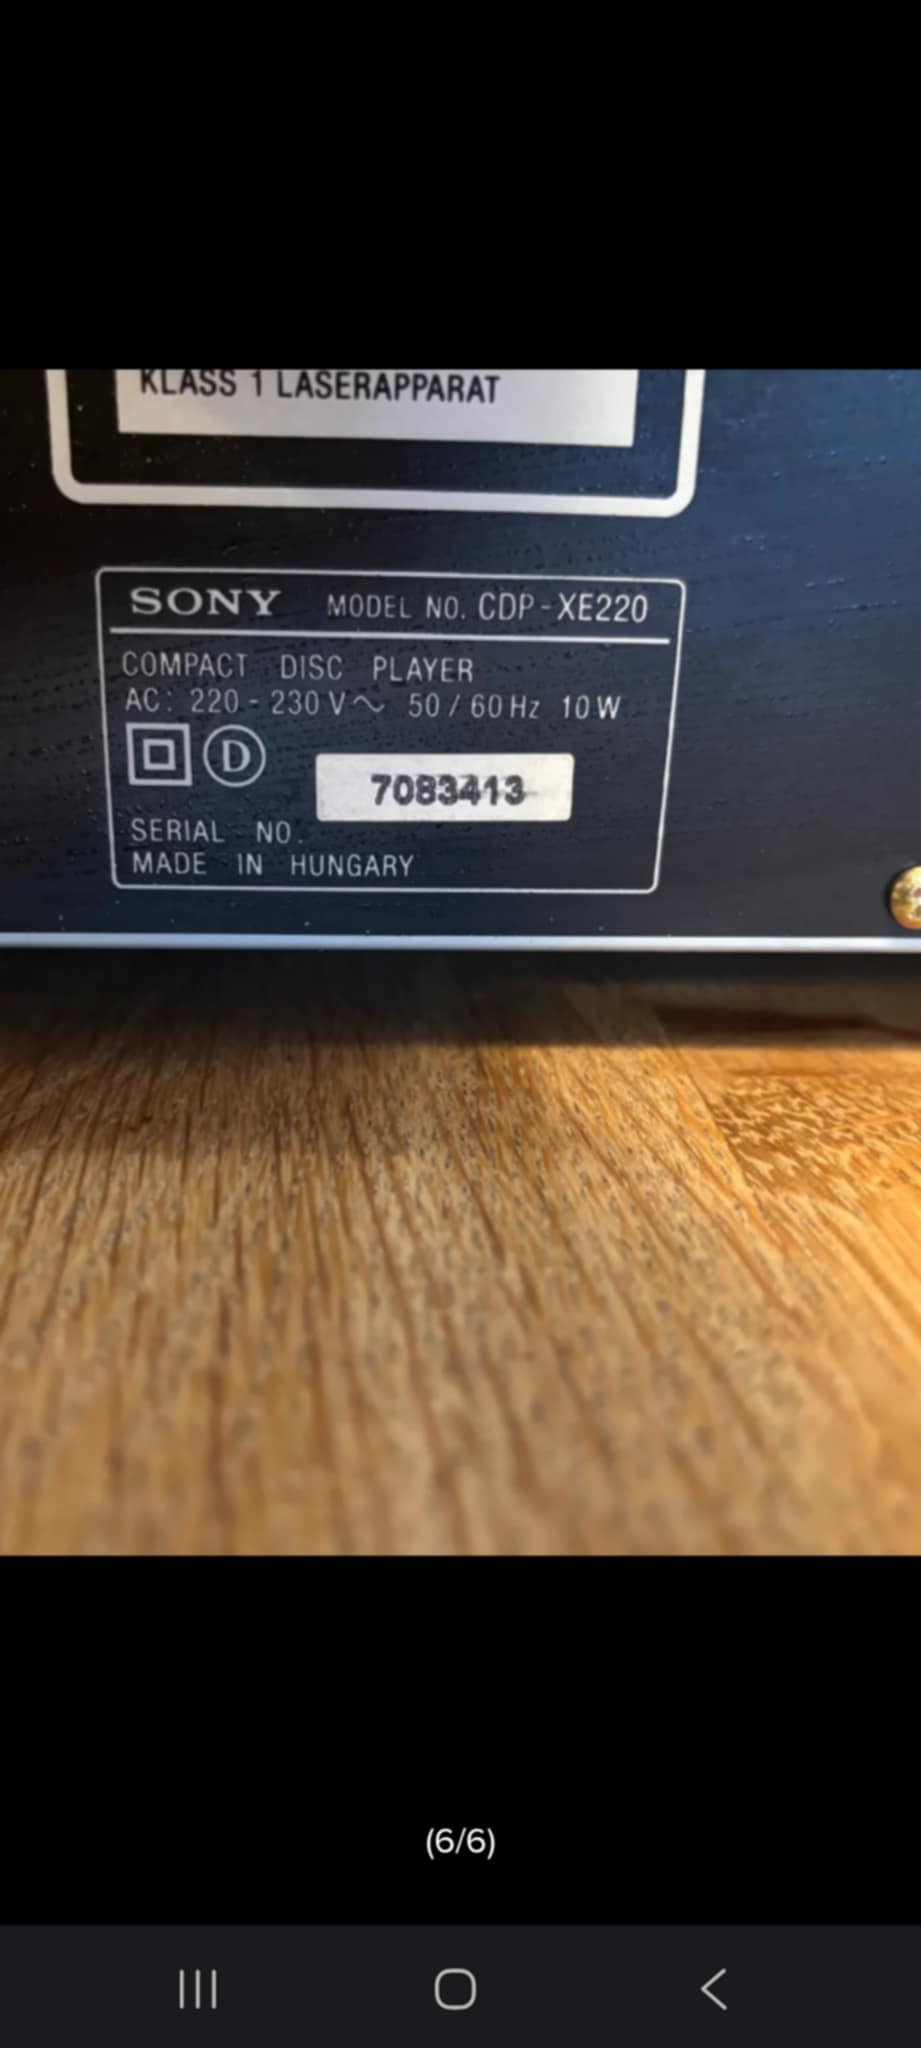 KLASS 1 LASERAPPARAT
SONY MODEL NO. CDP-XE220
COMPACT DISC PLAYER
AC: 220 - 230 V~ 50 / 60 Hz 10 W
D
7083413
SERIAL NO.
MADE IN HUNGARY
(6/6)